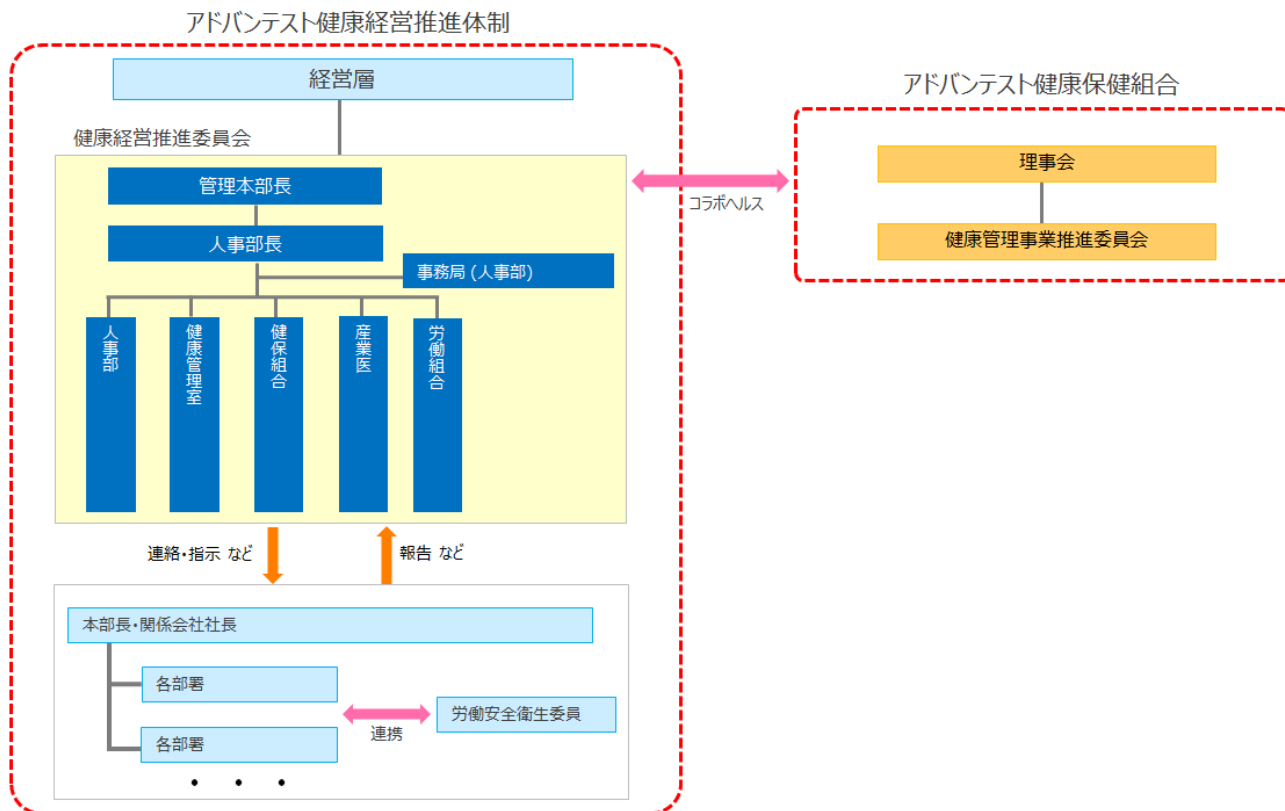 アドバンテスト健康経営推進体制
経営層
健康経営推進委員会
管理本部長
人事部長
事務局 (人事部)
人事部
健康管理室
健保組合
産業医
労働組合
連絡・指示 など
報告 など
本部長・関係会社社長
各部署
各部署
連携
労働安全衛生委員
・ ・ ・
コラボヘルス
アドバンテスト健康保健組合
理事会
健康管理事業推進委員会